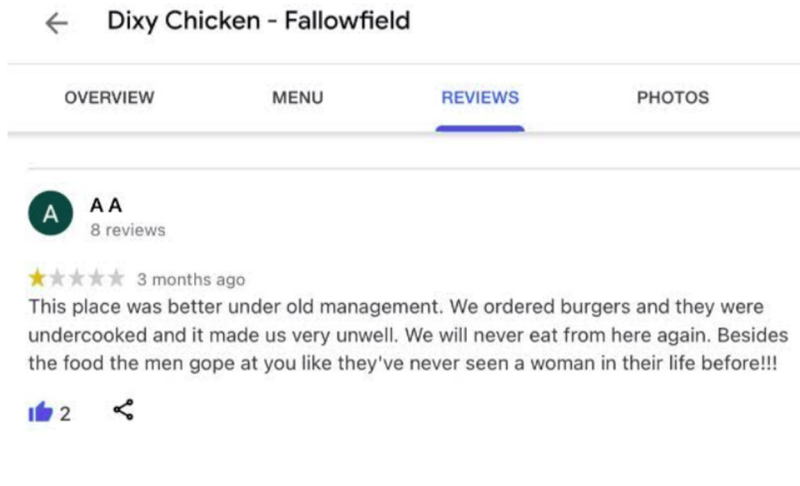 Dixy Chicken - Fallowfield
OVERVIEW MENU REVIEWS PHOTOS
A
A A
8 reviews
3 months ago
This place was better under old management. We ordered burgers and they were
undercooked and it made us very unwell. We will never eat from here again. Besides
the food the men gope at you like they've never seen a woman in their life before!!!
2